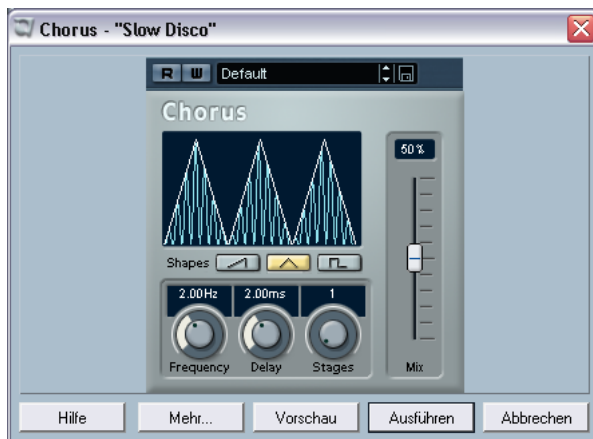 Chorus - "Slow Disco"
R W Default
Chorus
50 %
Shapes
2.00Hz 2.00ms 1
Frequency Delay Stages
Mix
Hilfe Mehr... Vorschau Ausführen Abbrechen